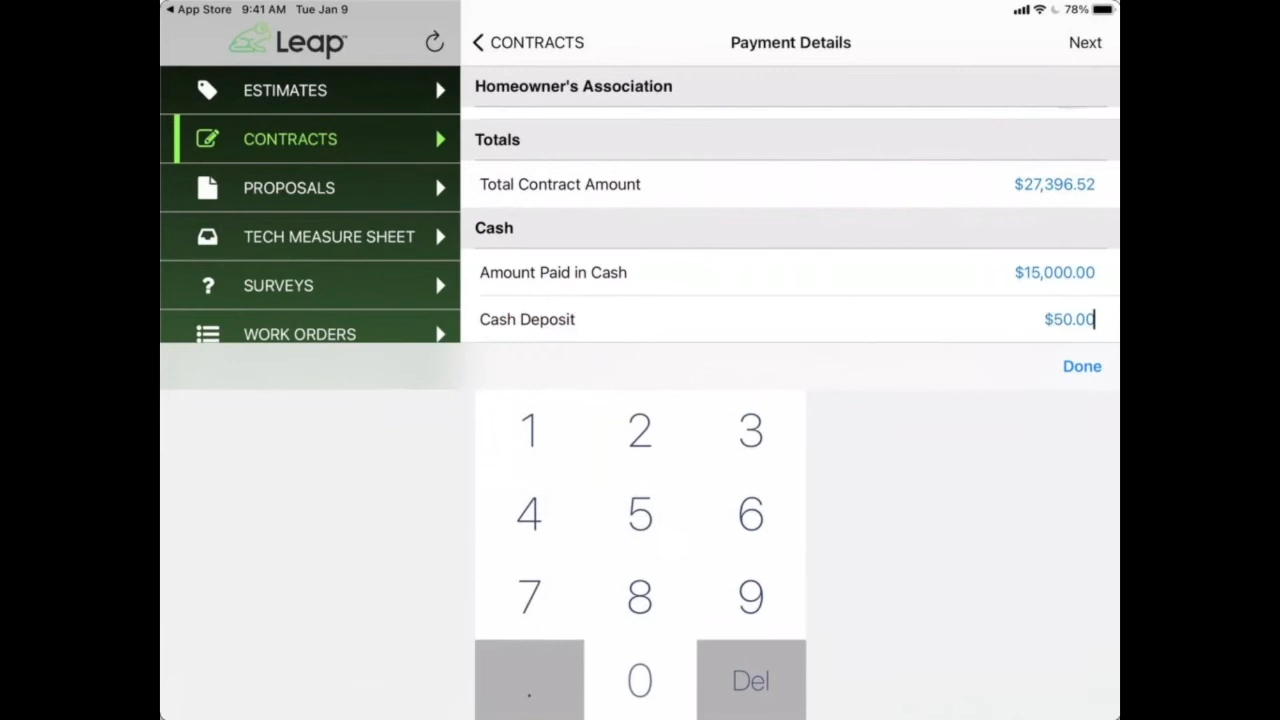 App Store 9:41 AM Tue Jan 9 78%
Leap™
CONTRACTS Payment Details Next
ESTIMATES
CONTRACTS
PROPOSALS
TECH MEASURE SHEET
SURVEYS
WORK ORDERS
Homeowner's Association
Totals
Total Contract Amount $27,396.52
Cash
Amount Paid in Cash $15,000.00
Cash Deposit $50.00
Done
1 2 3
4 5 6
7 8 9
. 0 Del